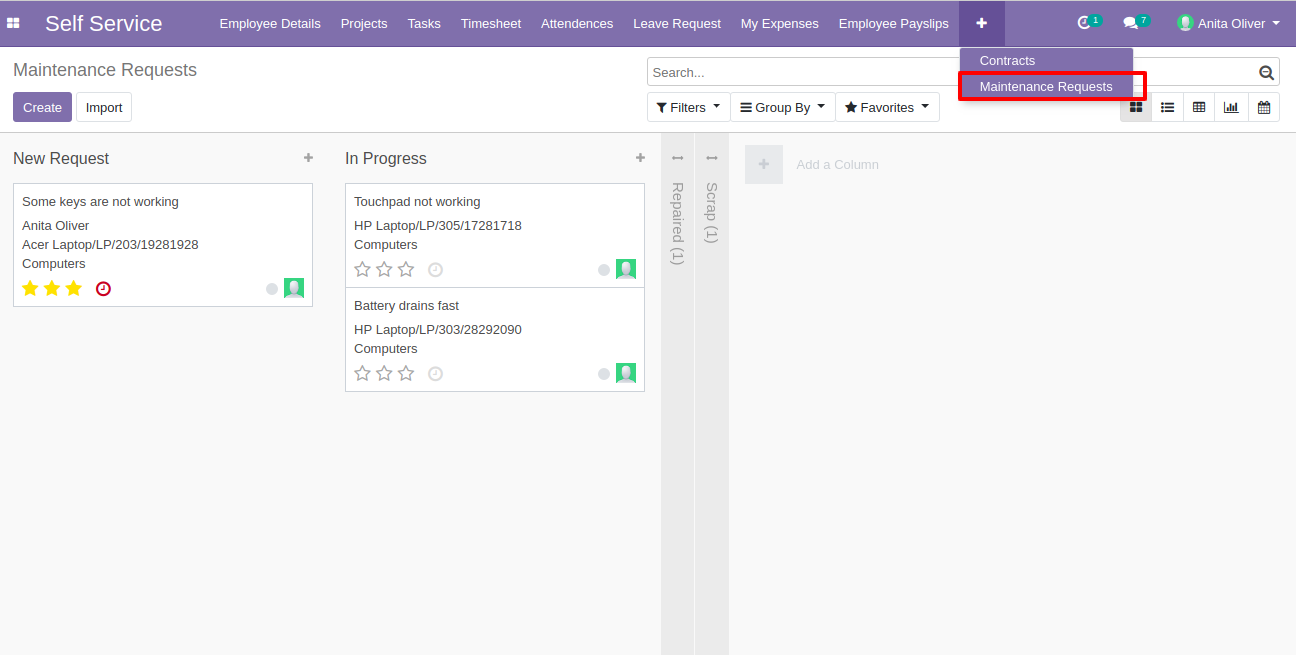 Self Service Employee Details Projects Tasks Timesheet Attendences Leave Request My Expenses Employee Payslips 1 7 Anita Oliver
Contracts
Maintenance Requests
Maintenance Requests
Search...
Create Import
Filters Group By Favorites
New Request
Some keys are not working
Anita Oliver
Acer Laptop/LP/203/19281928
Computers
In Progress
Touchpad not working
HP Laptop/LP/305/17281718
Computers
Battery drains fast
HP Laptop/LP/303/28292090
Computers
Repaired (1)
Scrap (1)
Add a Column